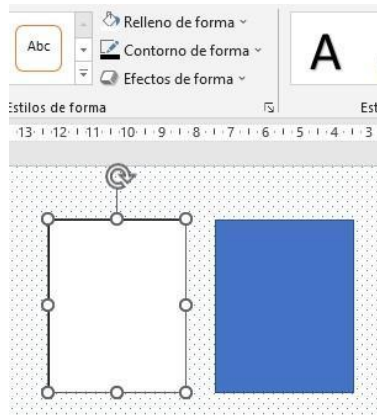 Relleno de forma
Abc
Contorno de forma
A
Efectos de forma
Estilos de forma
Est
13 12 11 10 9 8 7 6 5 4 3